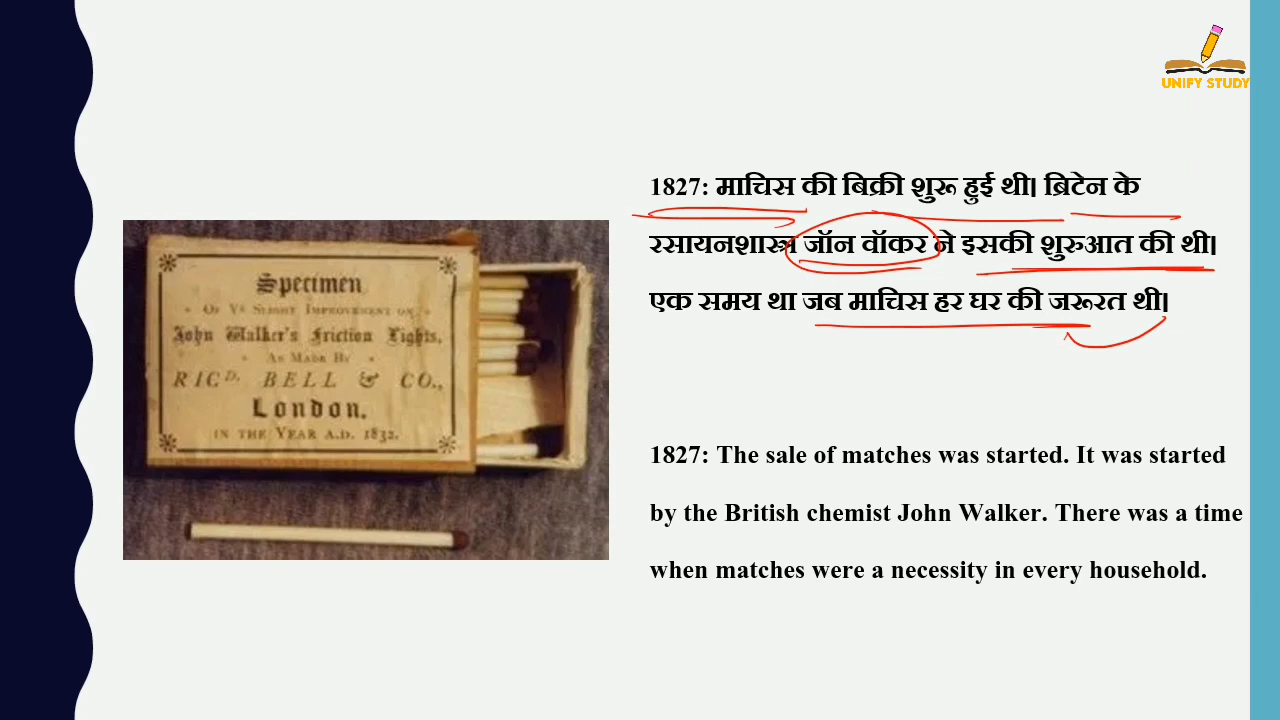 UNIFY STUDY
1827: माचिस की बिक्री शुरू हुई थी। ब्रिटेन के
रसायनशास्त्र जॉन वॉकर ने इसकी शुरुआत की थी।
एक समय था जब माचिस हर घर की जरूरत थी।
Specimen
OF YE SLIGHT IMPROVEMENT ON
John Walker's Friction Lights,
AS MADE BY
RICD. BELL & CO.,
London.
IN THE YEAR A.D. 1832.
1827: The sale of matches was started. It was started
by the British chemist John Walker. There was a time
when matches were a necessity in every household.